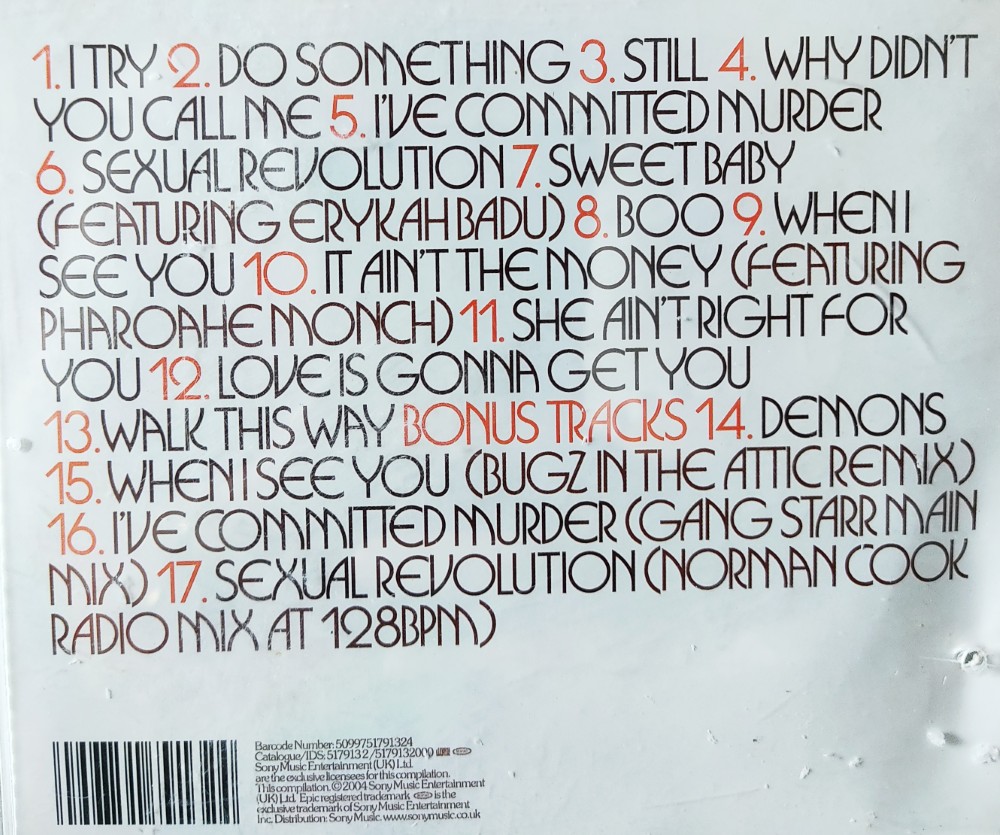 1. I TRY 2. DO SOMETHING 3. STILL 4. WHY DIDN'T
YOU CALL ME 5. I'VE COMMITTED MURDER
6. SEXUAL REVOLUTION 7. SWEET BABY
(FEATURING ERYKAH BADU) 8. BOO 9. WHEN I
SEE YOU 10. IT AIN'T THE MONEY (FEATURING
PHAROAHE MONCH) 11. SHE AIN'T RIGHT FOR
YOU 12. LOVE IS GONNA GET YOU
13. WALK THIS WAY BONUS TRACKS 14. DEMONS
15. WHEN I SEE YOU (BUGZ IN THE ATTIC REMIX)
16. I'VE COMMITTED MURDER (GANG STARR MAIN
MIX) 17. SEXUAL REVOLUTION (NORMAN COOK
RADIO MIX AT 128BPM)
Barcode Number: 5099751791324
Catalogue/IDS: 517913 2 /5179132000
Sony Music Entertainment (UK) Ltd.
are the exclusive licensees for this compilation.
This compilation. © 2004 Sony Music Entertainment
(UK) Ltd. Epic registered trademark is the
exclusive trademark of Sony Music Entertainment
Inc. Distribution: Sony Music. www.sonymusic.co.uk